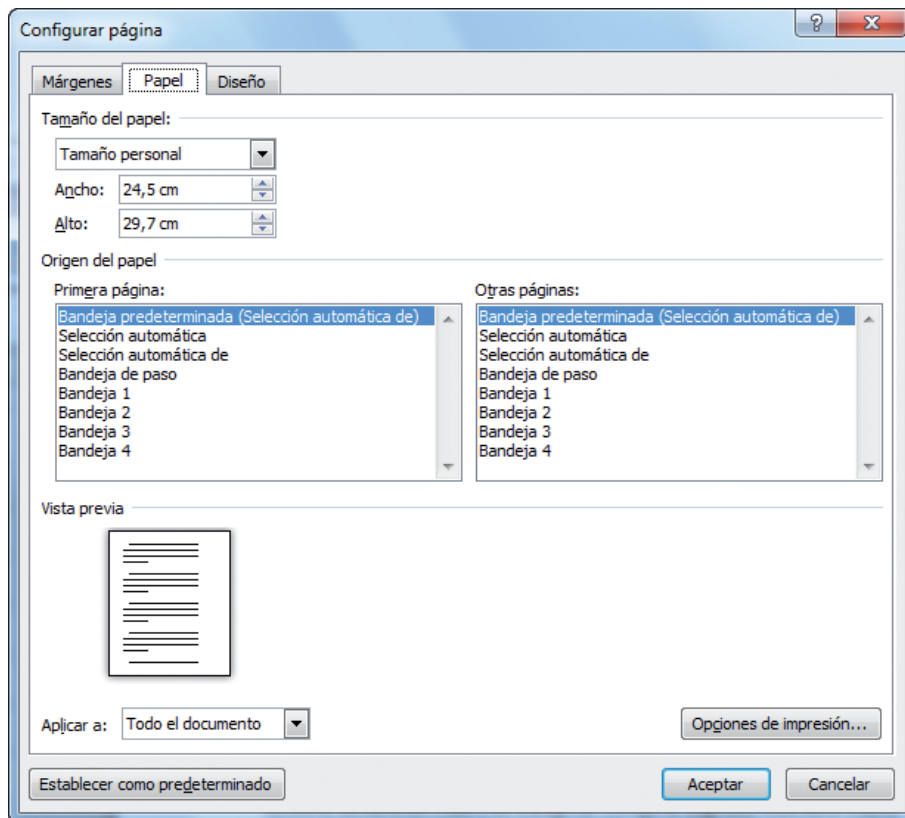 Configurar página
Márgenes Papel Diseño
Tamaño del papel:
Tamaño personal
Ancho: 24,5 cm
Alto: 29,7 cm
Origen del papel
Primera página:
Bandeja predeterminada (Selección automática de)
Selección automática
Selección automática de
Bandeja de paso
Bandeja 1
Bandeja 2
Bandeja 3
Bandeja 4
Otras páginas:
Bandeja predeterminada (Selección automática de)
Selección automática
Selección automática de
Bandeja de paso
Bandeja 1
Bandeja 2
Bandeja 3
Bandeja 4
Vista previa
Aplicar a: Todo el documento
Opciones de impresión...
Establecer como predeterminado
Aceptar
Cancelar